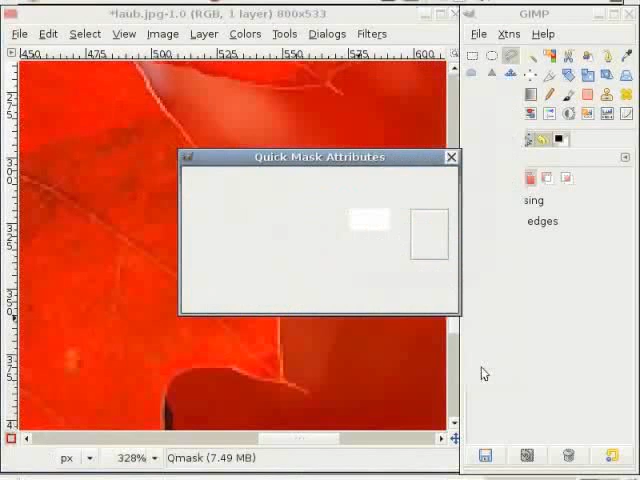 *laub.jpg-1.0 (RGB, 1 layer) 800x533
GIMP
File Edit Select View Image Layer Colors Tools Dialogs Filters
File Xtns Help
450 475 500 525 550 575 600
Quick Mask Attributes
sing
edges
px 328% Qmask (7.49 MB)